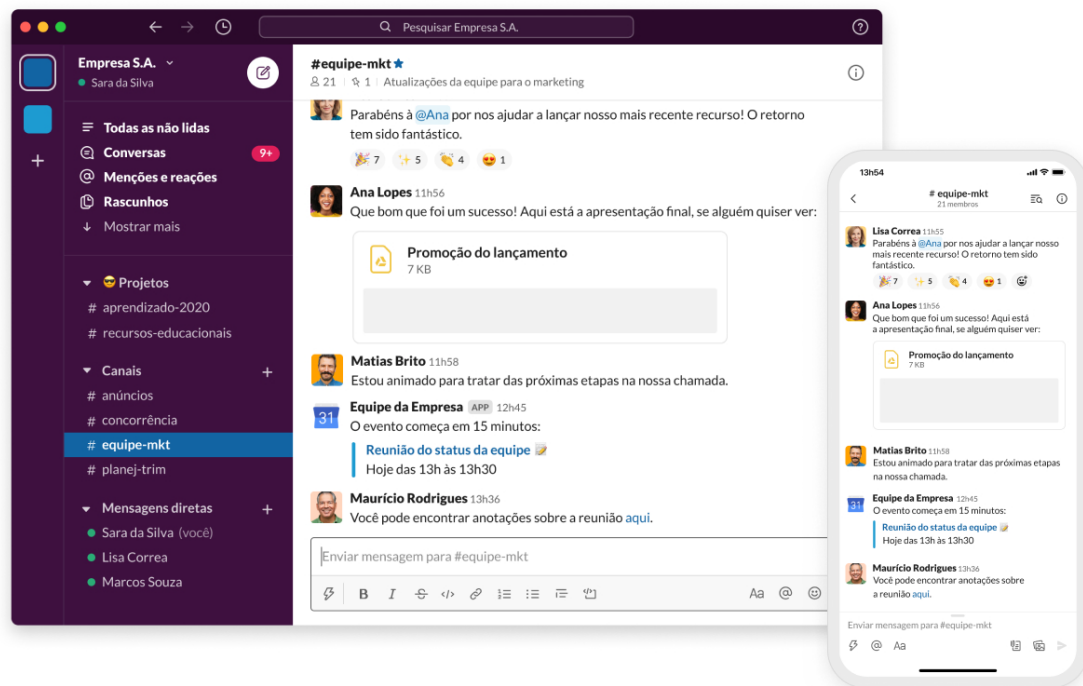 Pesquisar Empresa S.A.
Empresa S.A.
Sara da Silva
Todas as não lidas
Conversas 9+
Menções e reações
Rascunhos
Mostrar mais
Projetos
# aprendizado-2020
# recursos-educacionais
Canais
# anúncios
# concorrência
# equipe-mkt
# planej-trim
Mensagens diretas
Sara da Silva (você)
Lisa Correa
Marcos Souza
#equipe-mkt
21 | 1 | Atualizações da equipe para o marketing
Parabéns à @Ana por nos ajudar a lançar nosso mais recente recurso! O retorno
tem sido fantástico.
7 5 4 1
Ana Lopes 11h56
Que bom que foi um sucesso! Aqui está a apresentação final, se alguém quiser ver:
Promoção do lançamento
7 KB
Matias Brito 11h58
Estou animado para tratar das próximas etapas na nossa chamada.
31
Equipe da Empresa APP 12h45
O evento começa em 15 minutos:
Reunião do status da equipe
Hoje das 13h às 13h30
Maurício Rodrigues 13h36
Você pode encontrar anotações sobre a reunião aqui.
Enviar mensagem para #equipe-mkt
B I S Aa @
13h54
# equipe-mkt
21 membros
Lisa Correa 11h55
Parabéns à @Ana por nos ajudar a lançar nosso
mais recente recurso! O retorno tem sido
fantástico.
7 5 4 1
Ana Lopes 11h56
Que bom que foi um sucesso! Aqui está
a apresentação final, se alguém quiser ver:
Promoção do lançamento
7 KB
Matias Brito 11h58
Estou animado para tratar das próximas etapas
na nossa chamada.
31
Equipe da Empresa 12h45
O evento começa em 15 minutos:
Reunião do status da equipe
Hoje das 13h às 13h30
Maurício Rodrigues 13h36
Você pode encontrar anotações sobre
a reunião aqui.
Enviar mensagem para #equipe-mkt
@ Aa